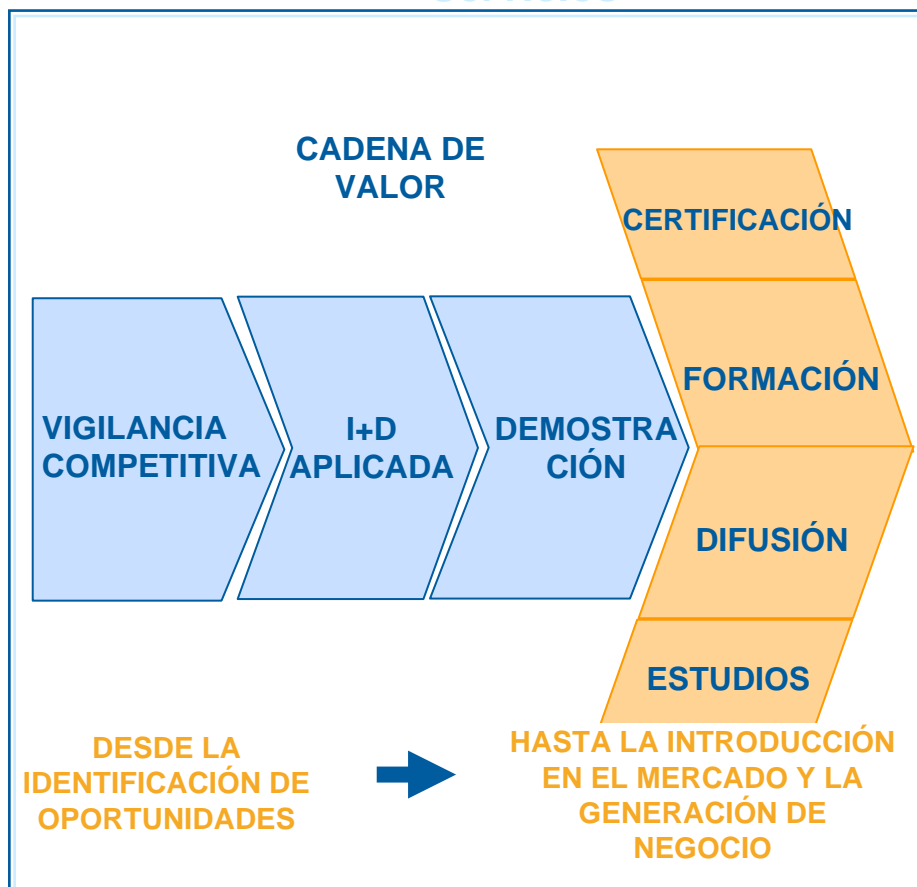 CADENA DE
VALOR
VIGILANCIA
COMPETITIVA
I+D
APLICADA
DEMOSTRA
CIÓN
CERTIFICACIÓN
FORMACIÓN
DIFUSIÓN
ESTUDIOS
DESDE LA
IDENTIFICACIÓN DE
OPORTUNIDADES
HASTA LA INTRODUCCIÓN
EN EL MERCADO Y LA
GENERACIÓN DE
NEGOCIO